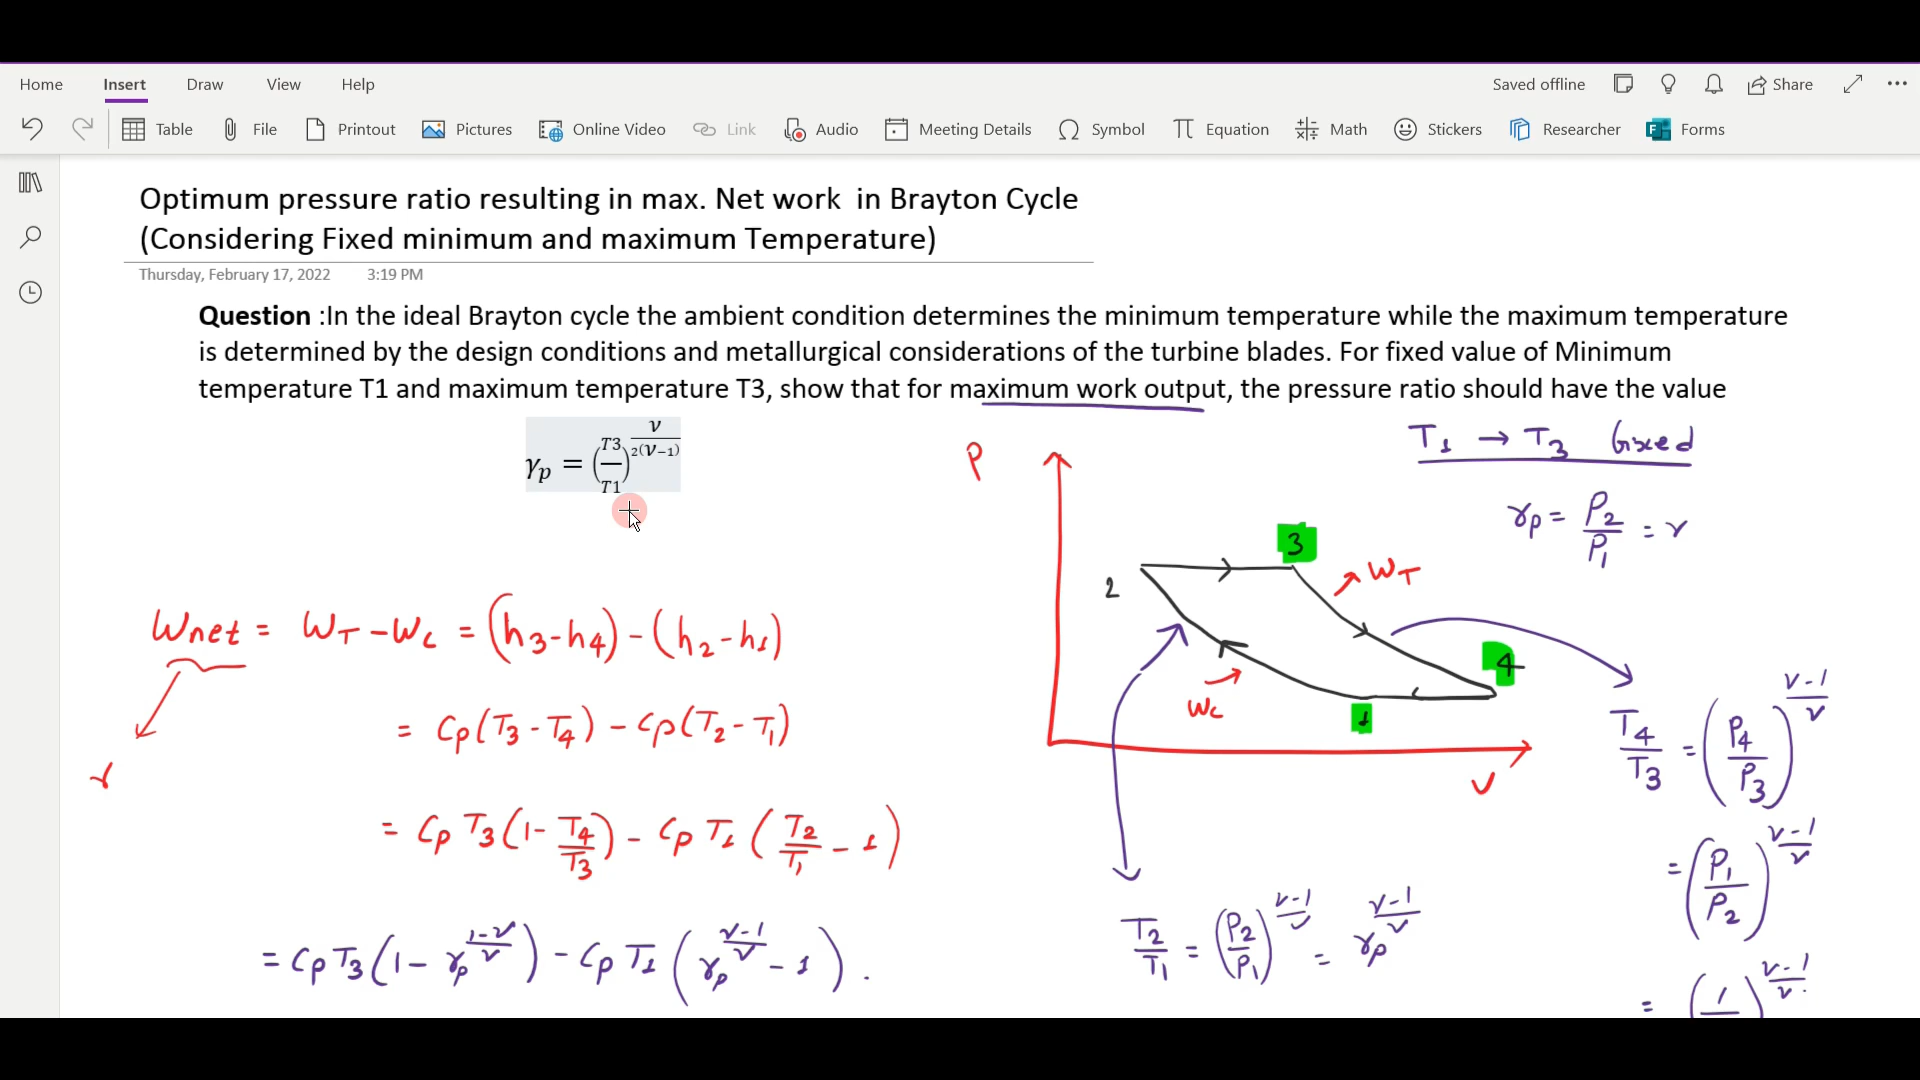 Home Insert Draw View Help Saved offline Share
Table File Printout Pictures Online Video Link Audio Meeting Details Symbol Equation Math Stickers Researcher Forms
Optimum pressure ratio resulting in max. Net work in Brayton Cycle
(Considering Fixed minimum and maximum Temperature)
Thursday, February 17, 2022 3:19 PM
Question :In the ideal Brayton cycle the ambient condition determines the minimum temperature while the maximum temperature
is determined by the design conditions and metallurgical considerations of the turbine blades. For fixed value of Minimum
temperature T1 and maximum temperature T3, show that for maximum work output, the pressure ratio should have the value
γp = (T3/T1)^(ν/2(ν−1))
T1 → T3 fixed
P
rp = P2/P1 = r
3
WT
2
4
Wc
1
V
Wnet = WT - Wc = (h3-h4) - (h2-h1)
= Cp(T3-T4) - Cp(T2-T1)
r
= Cp T3(1- T4/T3) - Cp T1 (T2/T1 - 1)
= Cp T3(1- rp^((1-ν)/ν)) - Cp T1 (rp^((ν-1)/ν) - 1).
T4/T3 = (P4/P3)^((ν-1)/ν)
= (P1/P2)^((ν-1)/ν)
T2/T1 = (P2/P1)^((ν-1)/ν) = rp^((ν-1)/ν)